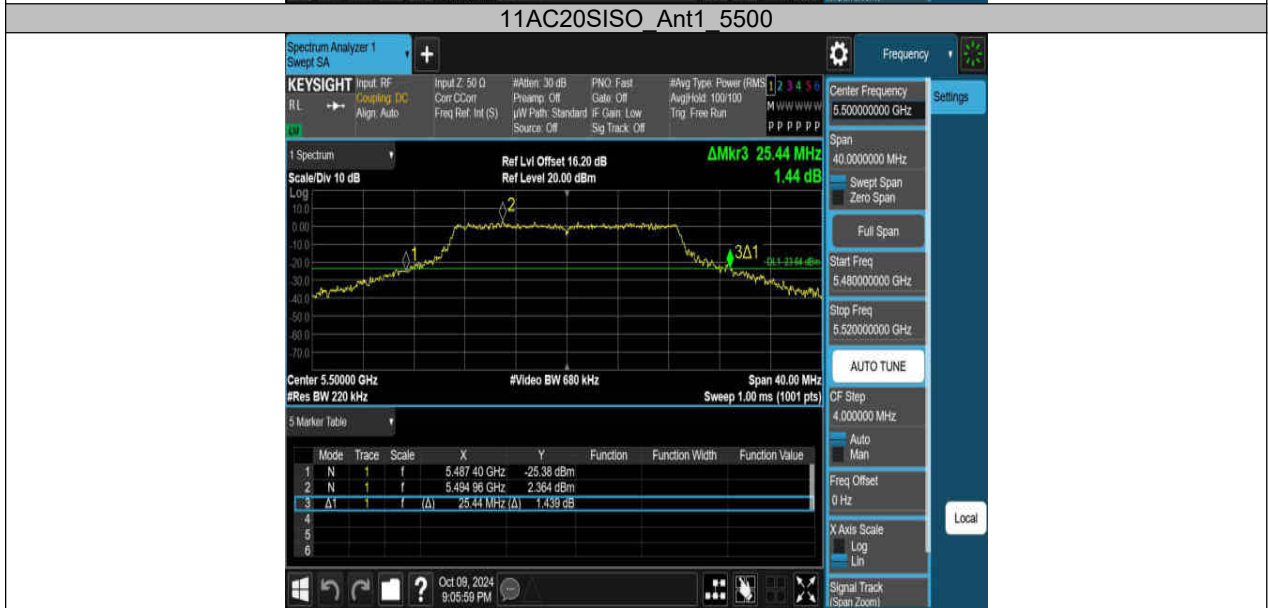 11AC20SISO_Ant1_5500
Spectrum Analyzer 1
Swept SA
+
Frequency
KEYSIGHT
RL
LM
Input: RF
Coupling: DC
Align: Auto
Input Z: 50 Ω
Corr CCorr
Freq Ref: Int (S)
#Atten: 30 dB
Preamp: Off
µW Path: Standard
Source: Off
PNO: Fast
Gate: Off
IF Gain: Low
Sig Track: Off
#Avg Type: Power (RMS
Avg|Hold: 100/100
Trig: Free Run
1 2 3 4 5 6
M W W W W W
P P P P P P
1 Spectrum
Scale/Div 10 dB
Ref Lvl Offset 16.20 dB
Ref Level 20.00 dBm
ΔMkr3 25.44 MHz
1.44 dB
Log
10.0
0.00
-10.0
-20.0
-30.0
-40.0
-50.0
-60.0
-70.0
1
2
3Δ1
DL1 -23.64 dBm
Center 5.50000 GHz
#Video BW 680 kHz
Span 40.00 MHz
#Res BW 220 kHz
Sweep 1.00 ms (1001 pts)
5 Marker Table
Mode Trace Scale X Y Function Function Width Function Value
1 N 1 f 5.487 40 GHz -25.38 dBm
2 N 1 f 5.494 96 GHz 2.364 dBm
3 Δ1 1 f (Δ) 25.44 MHz (Δ) 1.439 dB
4
5
6
Oct 09, 2024
9:05:59 PM
?
Center Frequency
5.500000000 GHz
Settings
Span
40.0000000 MHz
Swept Span
Zero Span
Full Span
Start Freq
5.480000000 GHz
Stop Freq
5.520000000 GHz
AUTO TUNE
CF Step
4.000000 MHz
Auto
Man
Freq Offset
0 Hz
X Axis Scale
Log
Lin
Local
Signal Track
(Span Zoom)